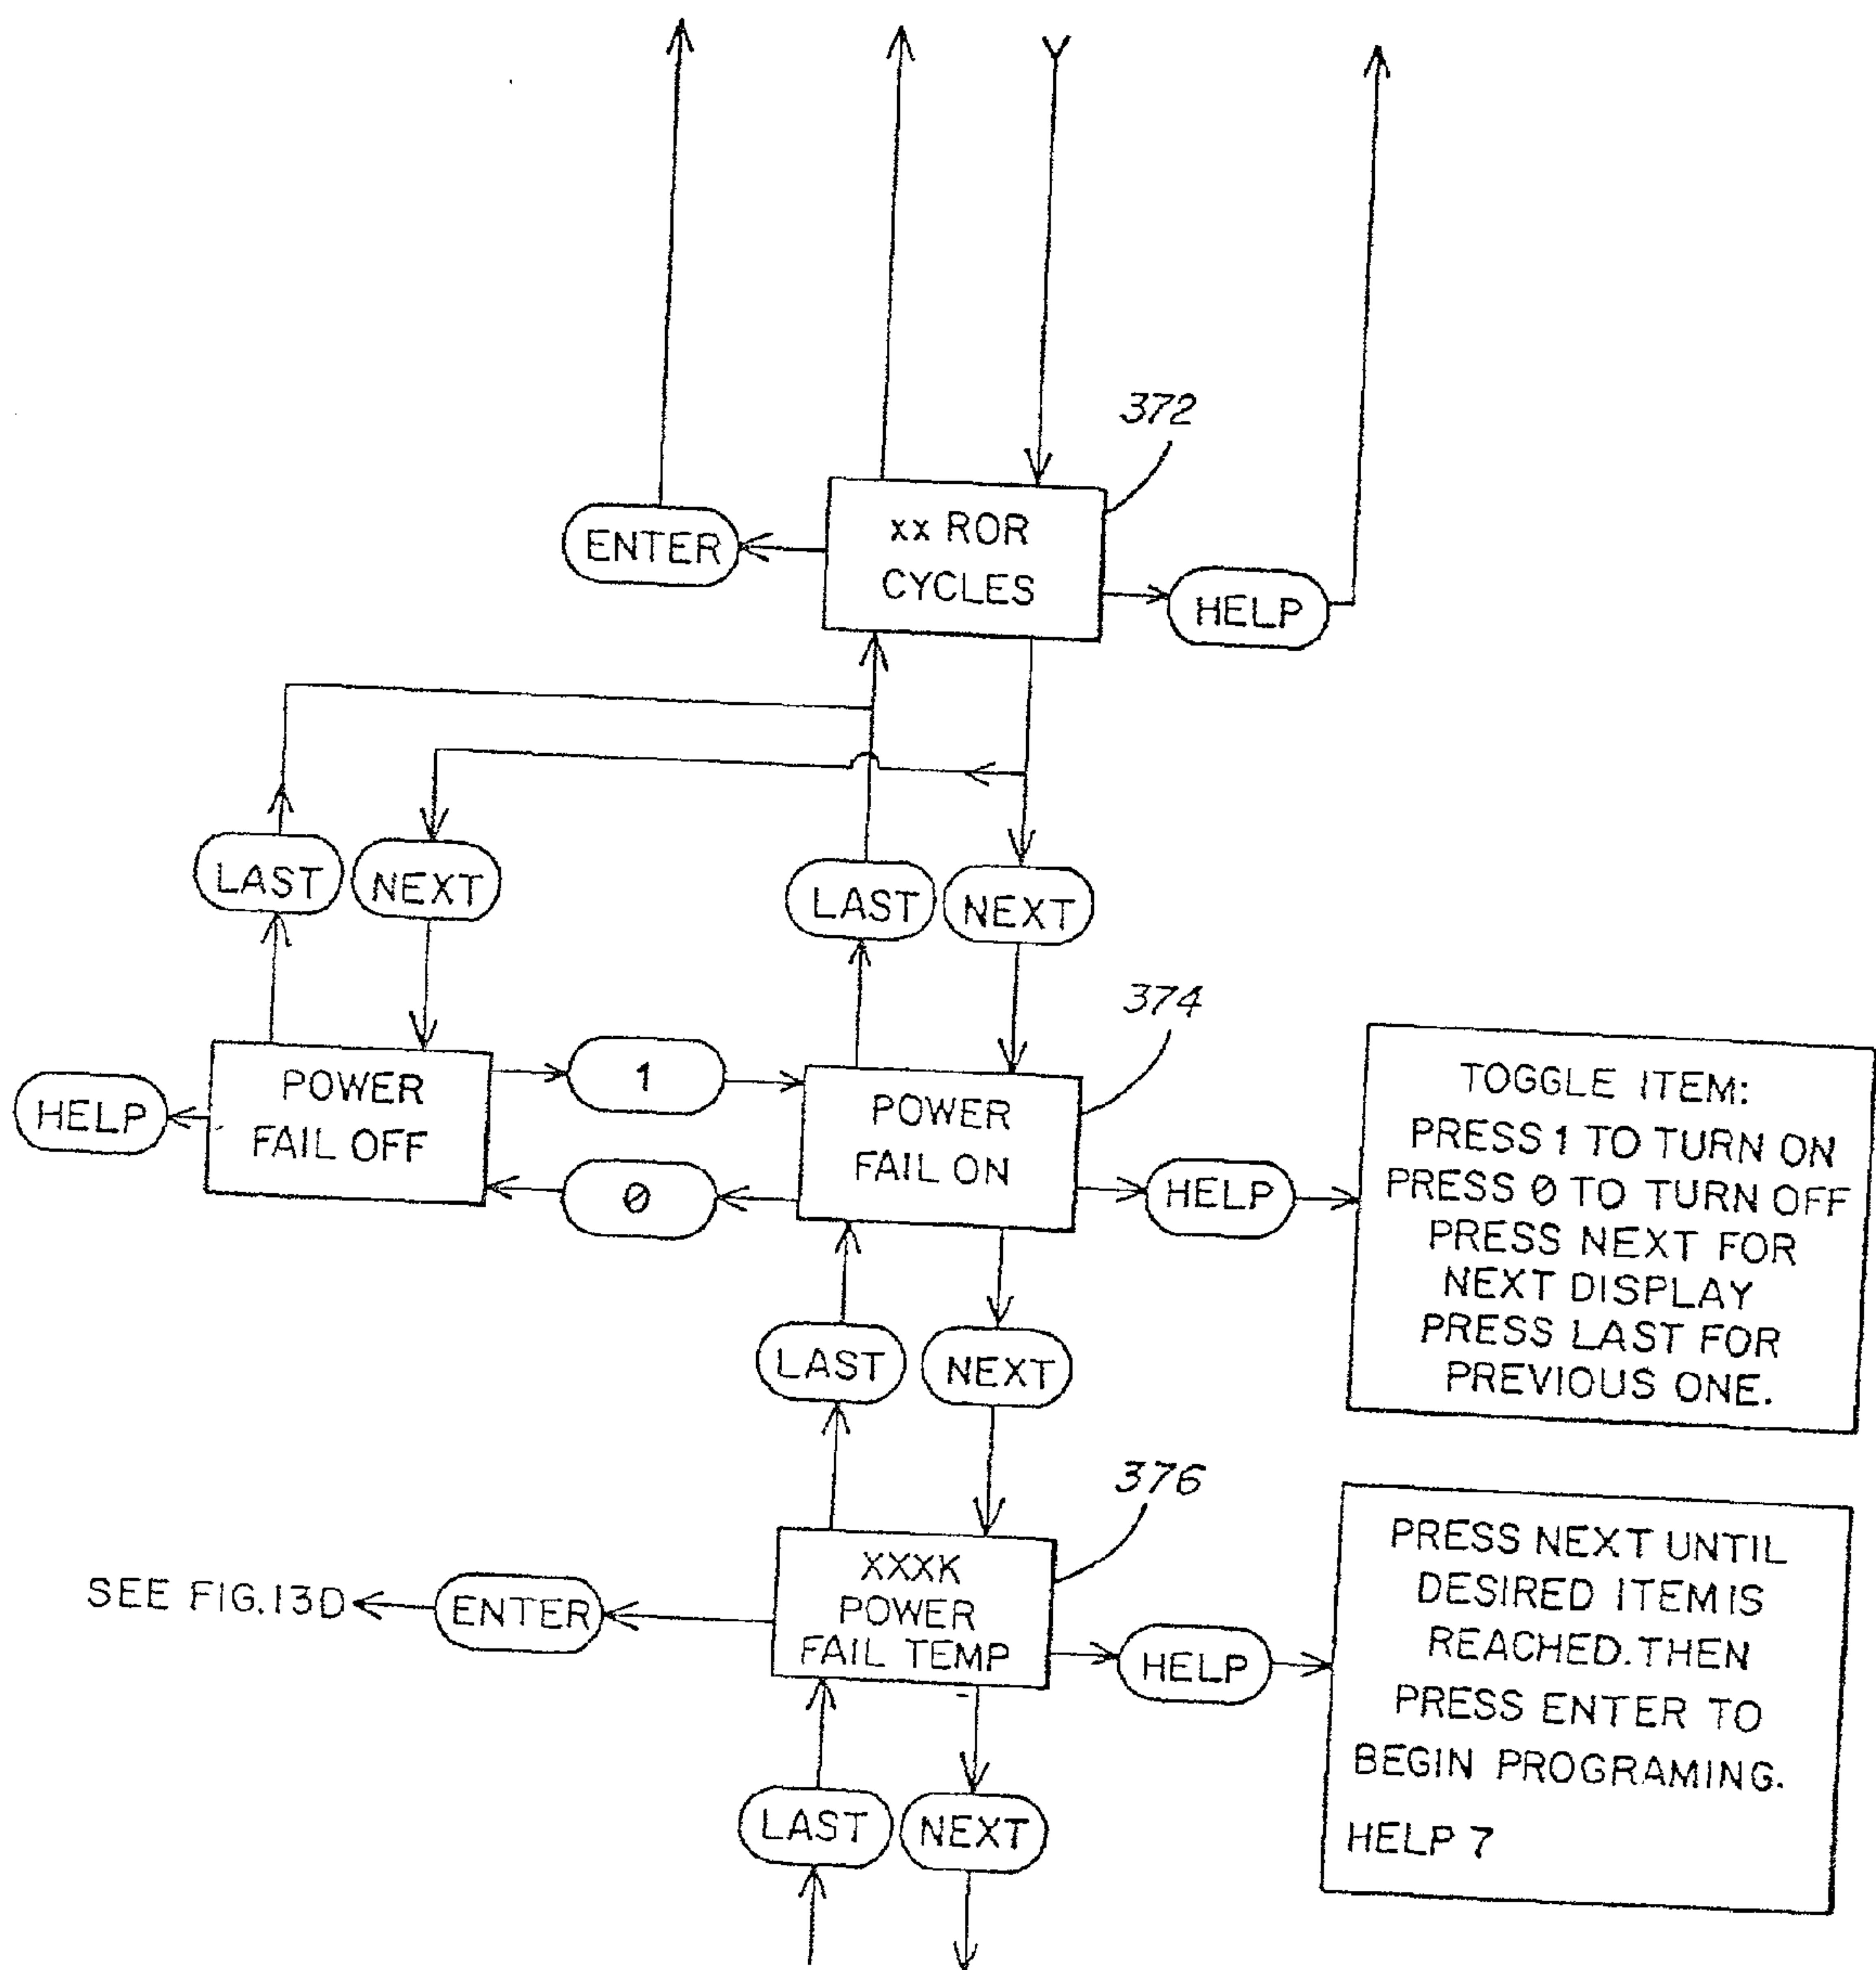 372
xx ROR
CYCLES
ENTER
HELP
LAST
NEXT
LAST
NEXT
374
POWER
FAIL OFF
HELP
1
0
POWER
FAIL ON
HELP
TOGGLE ITEM:
PRESS 1 TO TURN ON
PRESS 0 TO TURN OFF
PRESS NEXT FOR
NEXT DISPLAY
PRESS LAST FOR
PREVIOUS ONE.
LAST
NEXT
376
XXXK
POWER
FAIL TEMP
ENTER
SEE FIG.13D
HELP
PRESS NEXT UNTIL
DESIRED ITEM IS
REACHED. THEN
PRESS ENTER TO
BEGIN PROGRAMING.
HELP 7
LAST
NEXT